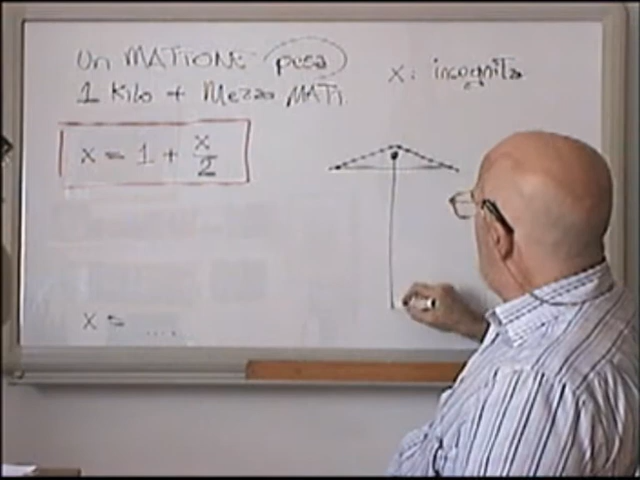 Un MATTONE pesa
1 Kilo + Mezzo MATT.
x = 1 + x/2
x = ....
x : incognita